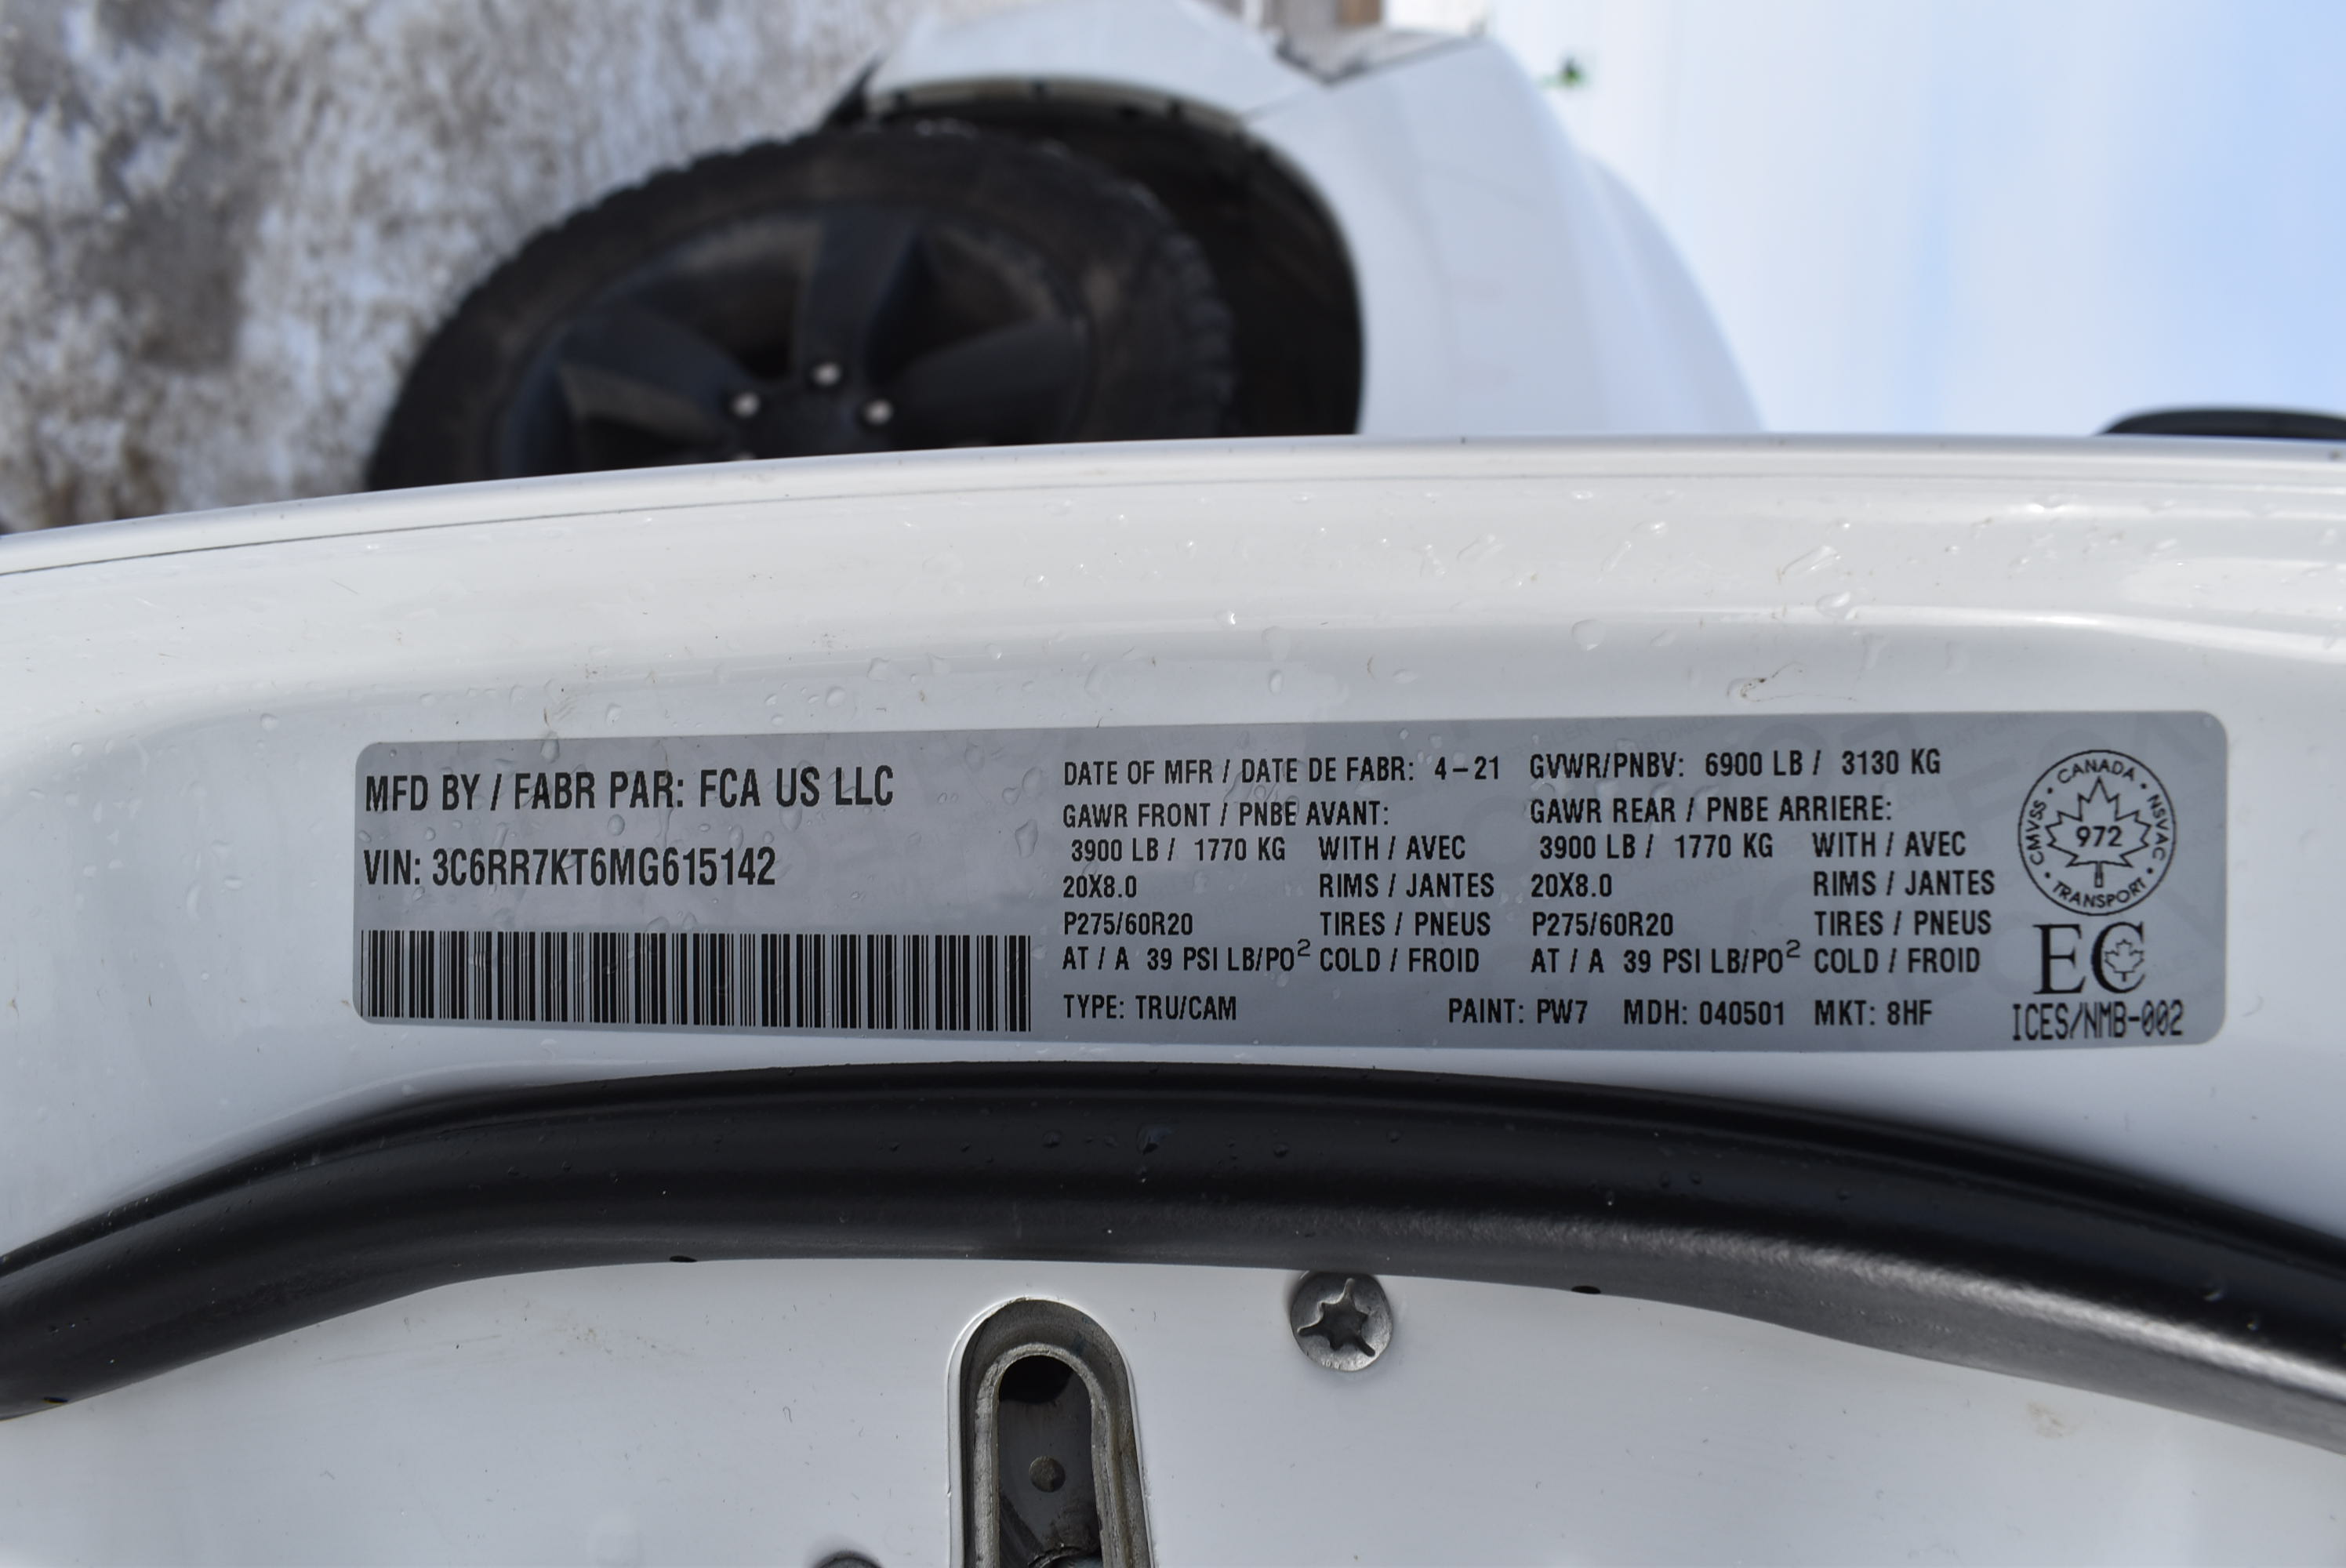 MFD BY / FABR PAR: FCA US LLC
VIN: 3C6RR7KT6MG615142
DATE OF MFR / DATE DE FABR: 4-21 GVWR/PNBV: 6900 LB / 3130 KG
GAWR FRONT / PNBE AVANT: GAWR REAR / PNBE ARRIERE:
3900 LB / 1770 KG WITH / AVEC 3900 LB / 1770 KG WITH / AVEC
20X8.0 RIMS / JANTES 20X8.0 RIMS / JANTES
P275/60R20 TIRES / PNEUS P275/60R20 TIRES / PNEUS
AT / A 39 PSI LB/PO² COLD / FROID AT / A 39 PSI LB/PO² COLD / FROID
TYPE: TRU/CAM PAINT: PW7 MDH: 040501 MKT: 8HF
CANADA • NSVAC • TRANSPORT • CMVSS •
972
EC
ICES/NMB-002